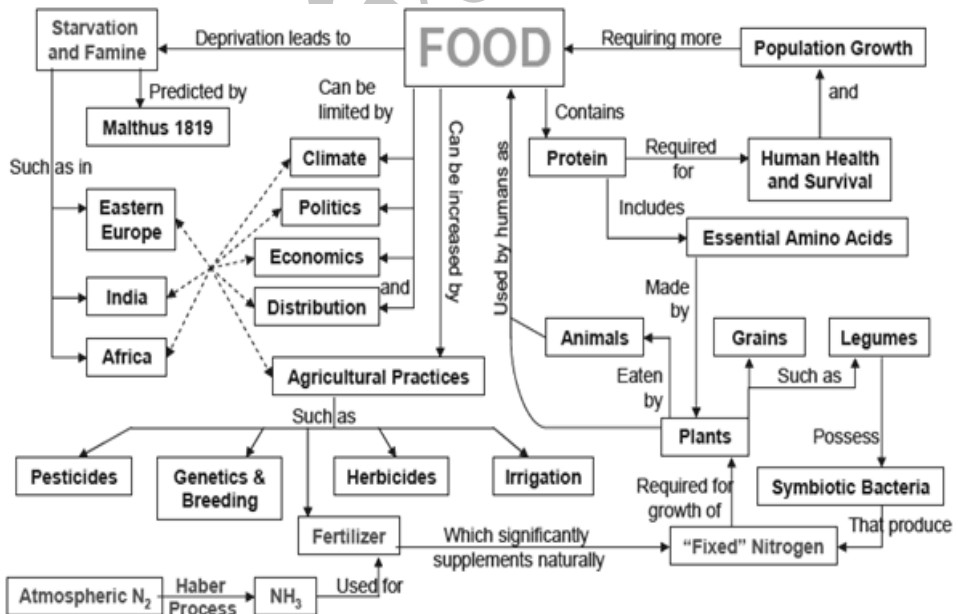 Starvation
and Famine
Deprivation leads to
FOOD
Requiring more
Population Growth
Predicted by
Malthus 1819
Can be
limited by
Contains
and
Such as in
Climate
Can be increased by
Used by humans as
Protein
Required
for
Human Health
and Survival
Eastern
Europe
Politics
Includes
Essential Amino Acids
Economics
India
Distribution
and
Made
by
Africa
Animals
Grains
Legumes
Agricultural Practices
Eaten
by
Such as
Such as
Plants
Possess
Pesticides
Genetics &
Breeding
Herbicides
Irrigation
Required for
growth of
Symbiotic Bacteria
Fertilizer
Which significantly
supplements naturally
"Fixed" Nitrogen
That produce
Atmospheric N₂
Haber
Process
NH₃
Used for